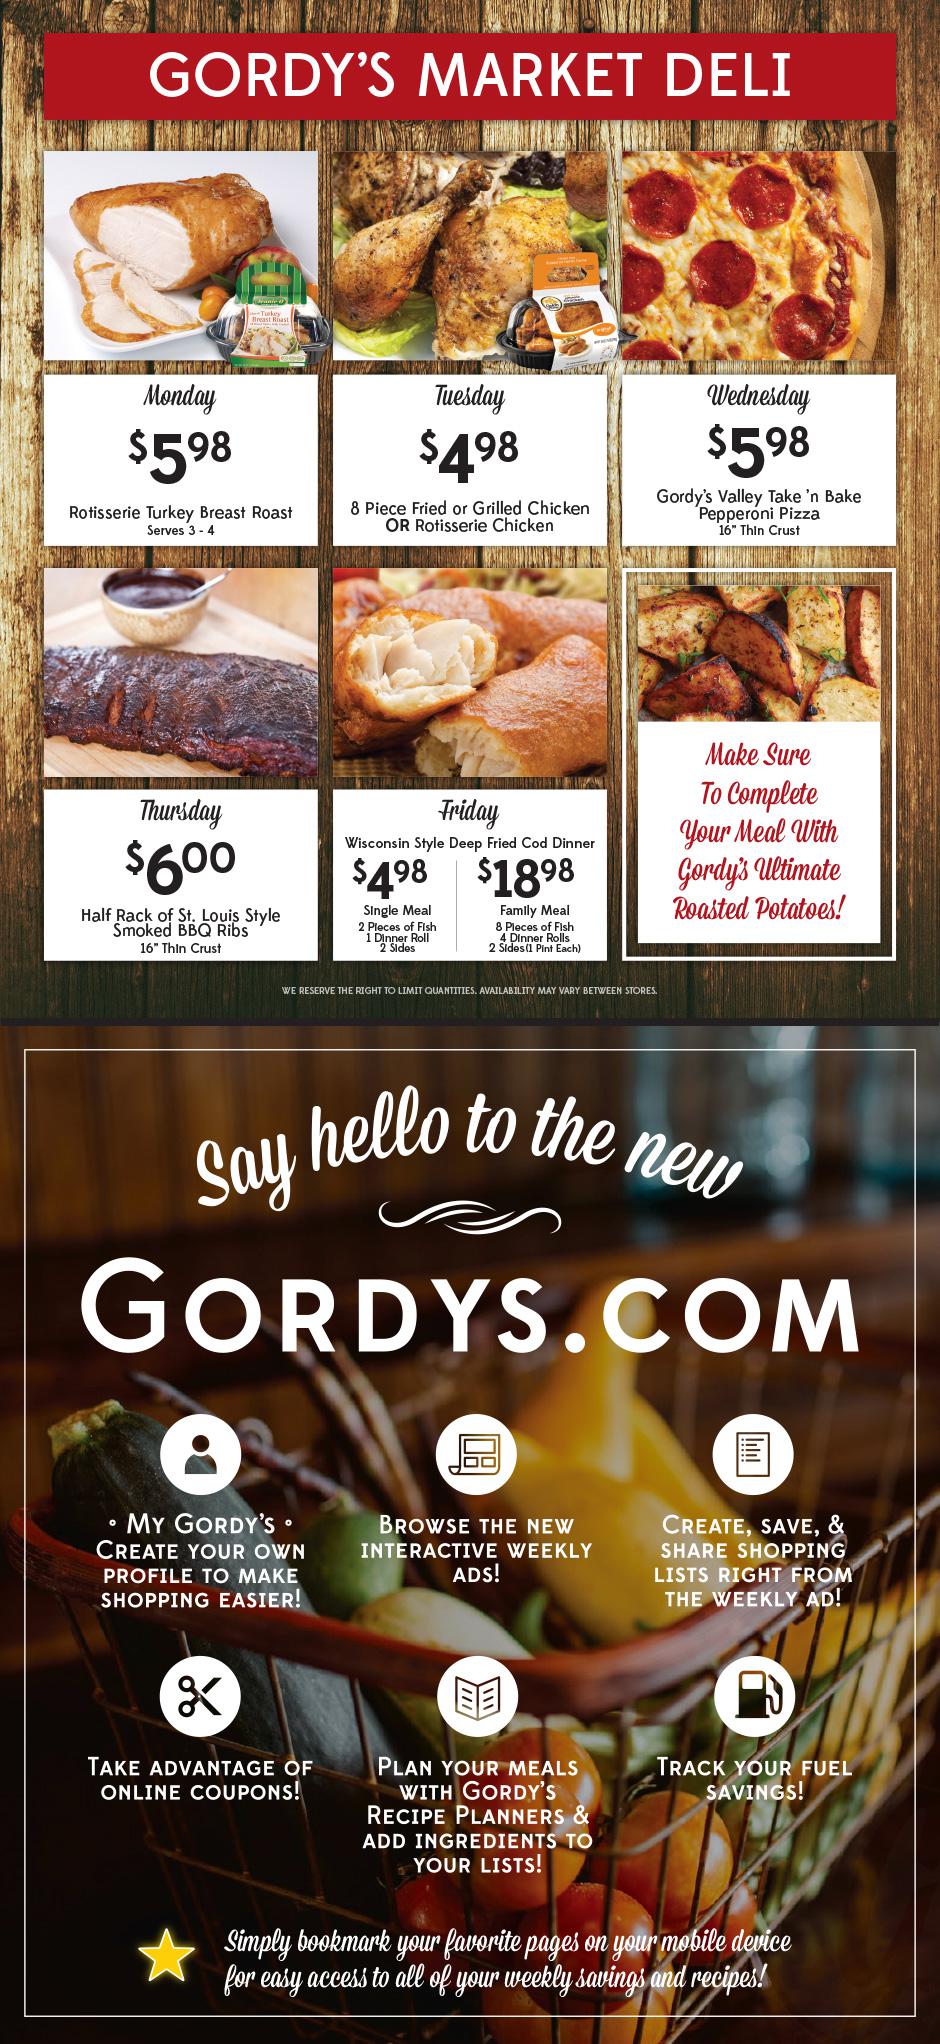 GORDY'S MARKET DELI
Jennie-O
Turkey
Breast Roast
Monday
$5 98
Rotisserie Turkey Breast Roast
Serves 3 - 4
Tuesday
$4 98
8 Piece Fried or Grilled Chicken
OR Rotisserie Chicken
Wednesday
$5 98
Gordy's Valley Take 'n Bake
Pepperoni Pizza
16" Thin Crust
Thursday
$6 00
Half Rack of St. Louis Style
Smoked BBQ Ribs
16" Thin Crust
Friday
Wisconsin Style Deep Fried Cod Dinner
$4 98
Single Meal
2 Pieces of Fish
1 Dinner Roll
2 Sides
$18 98
Family Meal
8 Pieces of Fish
4 Dinner Rolls
2 Sides(1 Pint Each)
Make Sure
To Complete
Your Meal With
Gordy's Ultimate
Roasted Potatoes!
WE RESERVE THE RIGHT TO LIMIT QUANTITIES. AVAILABILITY MAY VARY BETWEEN STORES.
Say hello to the new
GORDYS.COM
° MY GORDY'S °
CREATE YOUR OWN
PROFILE TO MAKE
SHOPPING EASIER!
BROWSE THE NEW
INTERACTIVE WEEKLY
ADS!
CREATE, SAVE, &
SHARE SHOPPING
LISTS RIGHT FROM
THE WEEKLY AD!
TAKE ADVANTAGE OF
ONLINE COUPONS!
PLAN YOUR MEALS
WITH GORDY'S
RECIPE PLANNERS &
ADD INGREDIENTS TO
YOUR LISTS!
TRACK YOUR FUEL
SAVINGS!
Simply bookmark your favorite pages on your mobile device
for easy access to all of your weekly savings and recipes!